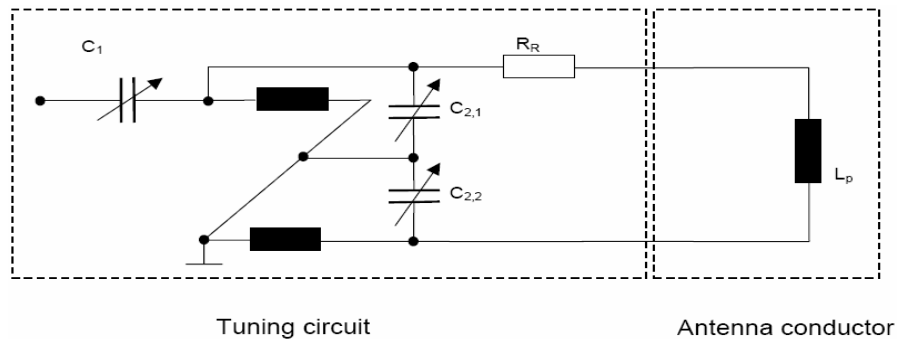 C1
RR
C2,1
C2,2
Lp
Tuning circuit
Antenna conductor